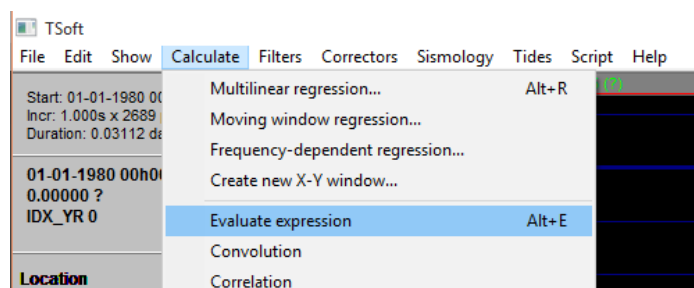 TSoft
File Edit Show Calculate Filters Correctors Sismology Tides Script Help
Start: 01-01-1980 00
Incr: 1.000s x 2689
Duration: 0.03112 da
01-01-1980 00h0
0.00000 ?
IDX_YR 0
Location
Multilinear regression... Alt+R
Moving window regression...
Frequency-dependent regression...
Create new X-Y window...
Evaluate expression Alt+E
Convolution
Correlation
(?)